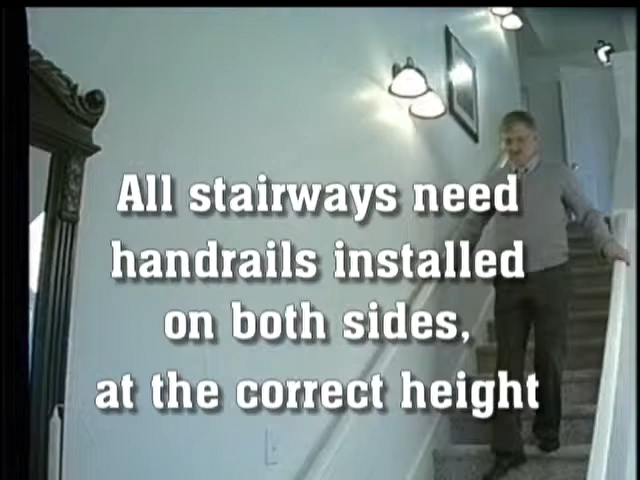 All stairways need
handrails installed
on both sides,
at the correct height